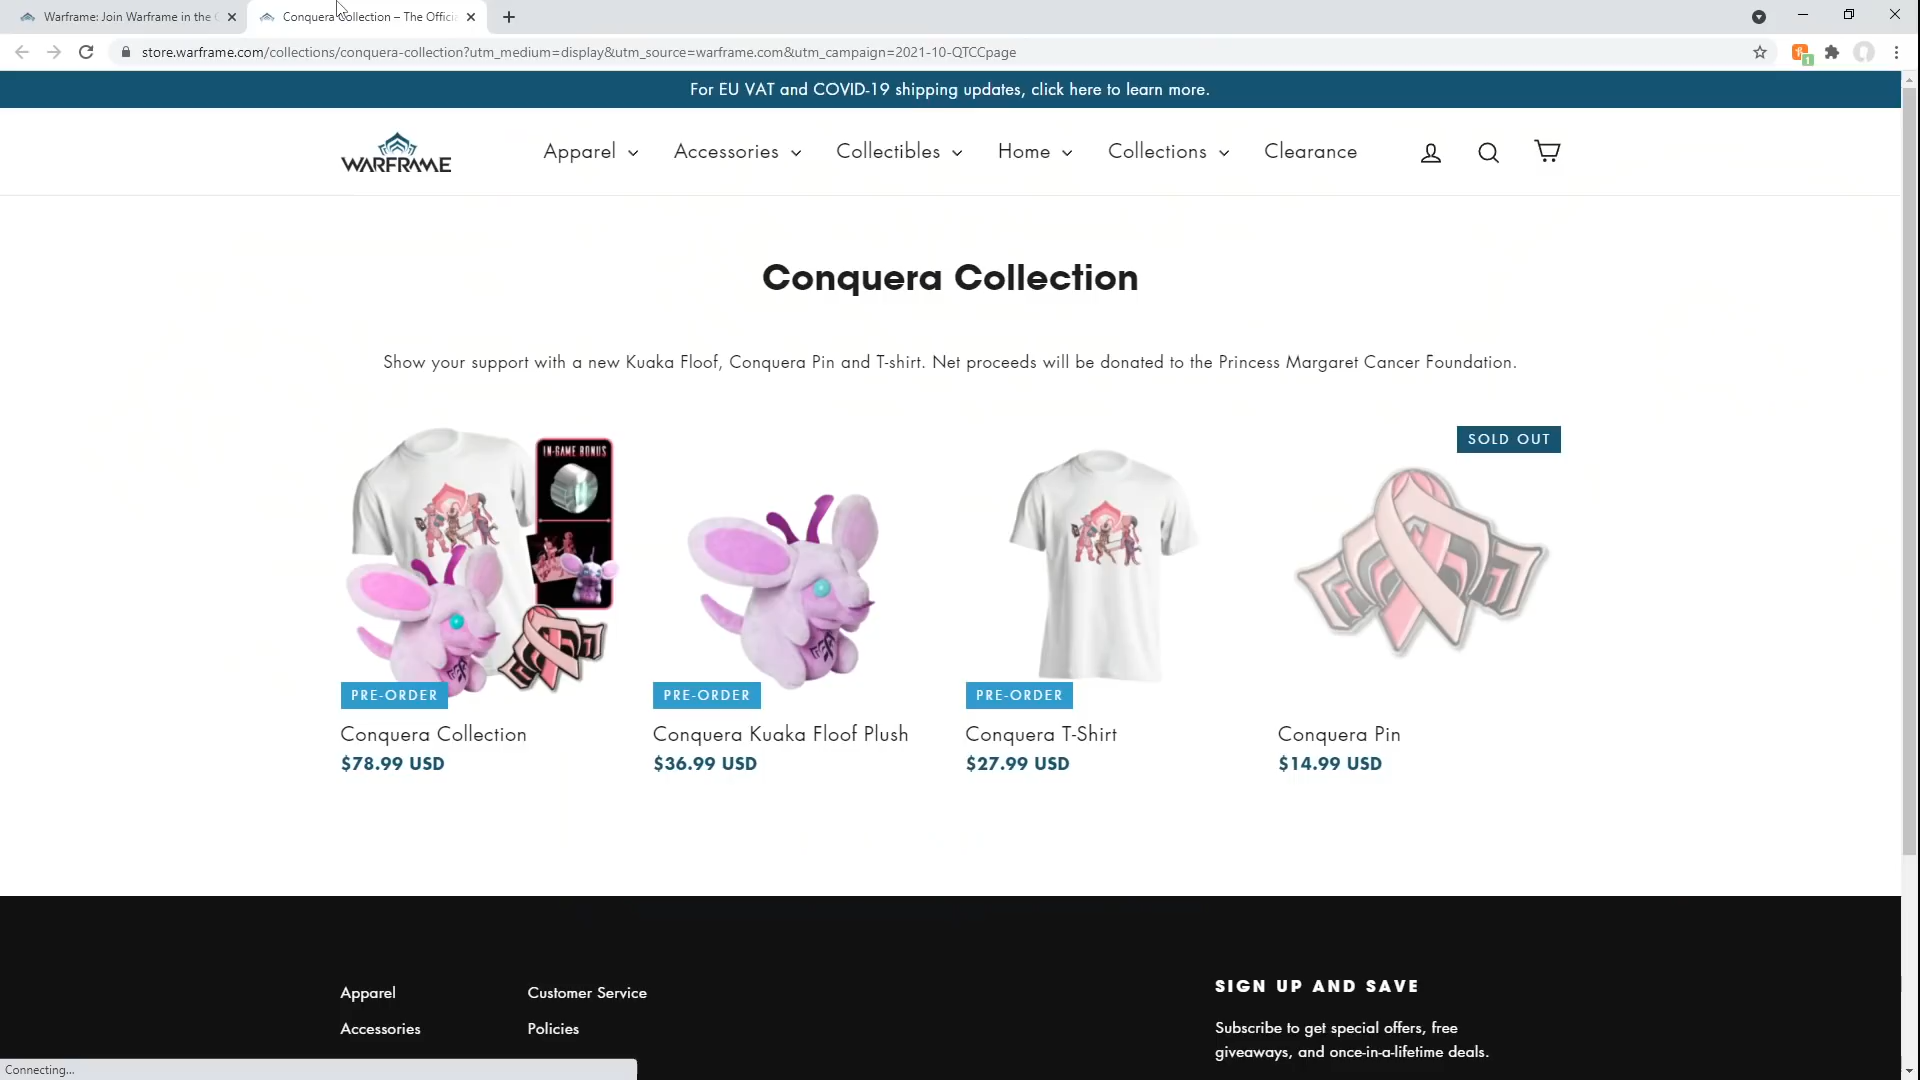 Warframe: Join Warframe in the
Conquera Collection – The Offici
store.warframe.com/collections/conquera-collection?utm_medium=display&utm_source=warframe.com&utm_campaign=2021-10-QTCCpage
1
For EU VAT and COVID-19 shipping updates, click here to learn more.
WARFRAME
Apparel
Accessories
Collectibles
Home
Collections
Clearance
Conquera Collection
Show your support with a new Kuaka Floof, Conquera Pin and T-shirt. Net proceeds will be donated to the Princess Margaret Cancer Foundation.
IN-GAME BONUS
SOLD OUT
PRE-ORDER
PRE-ORDER
PRE-ORDER
Conquera Collection
$78.99 USD
Conquera Kuaka Floof Plush
$36.99 USD
Conquera T-Shirt
$27.99 USD
Conquera Pin
$14.99 USD
Apparel
Accessories
Customer Service
Policies
SIGN UP AND SAVE
Subscribe to get special offers, free
giveaways, and once-in-a-lifetime deals.
Connecting...